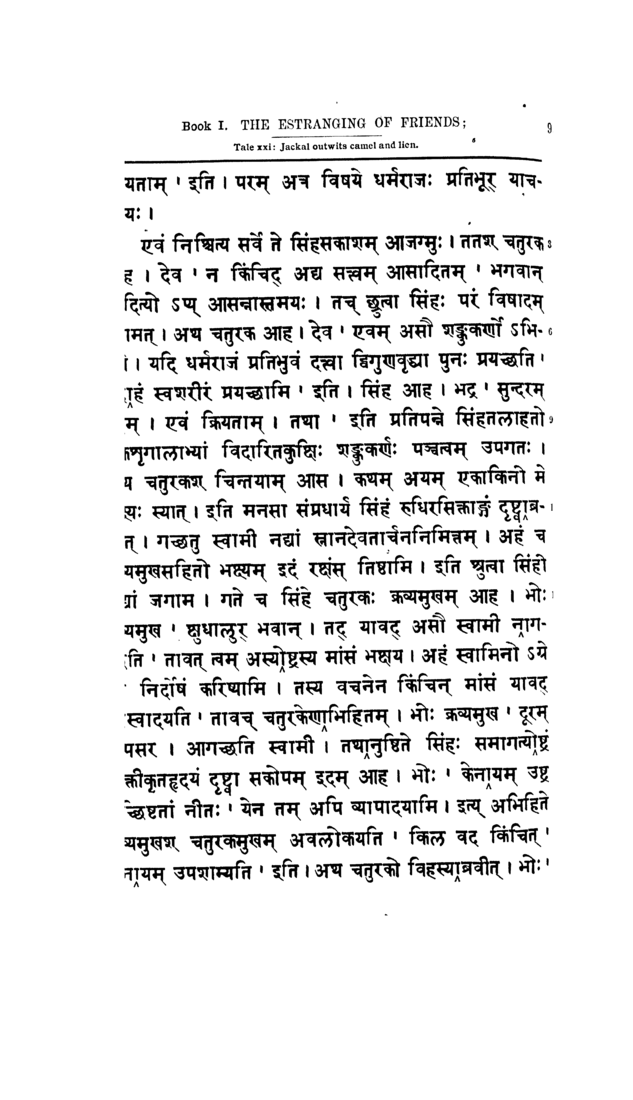 Book I. THE ESTRANGING OF FRIENDS; 9
Tale xxi: Jackal outwits camel and lion.
यताम् ' इति । परम् अत्र विषये धर्मराजः प्रतिभूर् याच-
यः ।
एवं निश्चित्य सर्वे ते सिंहसकाशम् आजग्मुः । ततश् चतुरक ३
ह । देव ' न किंचिद् अद्य सत्त्वम् आसादितम् ' भगवान्
दित्यो ऽप्य् आसन्नास्तमयः । तच् छ्रुत्वा सिंहः परं विषादम्
ामत् । अथ चतुरक आह । देव ' एवम् असौ शङ्कुकर्णो ऽभि- ६
। यदि धर्मराजं प्रतिभुवं दत्त्वा द्विगुणवृद्ध्या पुनः प्रयच्छति '
ाहं स्वशरीरं प्रयच्छामि ' इति । सिंह आह । भद्र ' सुन्दरम्
म् । एवं क्रियताम् । तथा ' इति प्रतिपन्ने सिंहतलाहतो ९
कशृगालाभ्यां विदारितकुक्षिः शङ्कुकर्णः पञ्चत्वम् उपगतः ।
थ चतुरकश् चिन्तयाम् आस । कथम् अयम् एकाकिनो मे
क्ष्यः स्यात् । इति मनसा संप्रधार्य सिंहं रुधिरसिक्ताङ्गं दृष्ट्वाब्र-
त् । गच्छतु स्वामी नद्यां स्नानदेवतार्चननिमित्तम् । अहं च
यमुखसहितो भक्ष्यम् इदं रक्षंस् तिष्ठामि । इति श्रुत्वा सिंहो
द्यां जगाम । गते च सिंहे चतुरकः क्रव्यमुखम् आह । भोः
यमुख ' क्षुधालुर् भवान् । तद् यावद् असौ स्वामी नाग-
ति ' तावत् त्वम् अस्योष्ट्रस्य मांसं भक्षय । अहं स्वामिनो ऽग्रे
निर्दोषं करिष्यामि । तस्य वचनेन किंचिन् मांसं यावद्
स्वादयति ' तावच् चतुरकेणाभिहितम् । भोः क्रव्यमुख ' दूरम्
पसर । आगच्छति स्वामी । तथानुष्ठिते सिंहः समागत्योष्ट्रं
क्तीकृतहृदयं दृष्ट्वा सकोपम् इदम् आह । भोः ' केनायम् उष्ट्र
च्छिष्टतां नीतः ' येन तम् अपि व्यापादयामि । इत्य् अभिहिते
यमुखश् चतुरकमुखम् अवलोकयति ' किल वद किंचित् '
नायम् उपशाम्यति ' इति । अथ चतुरको विहस्याब्रवीत् । भोः '